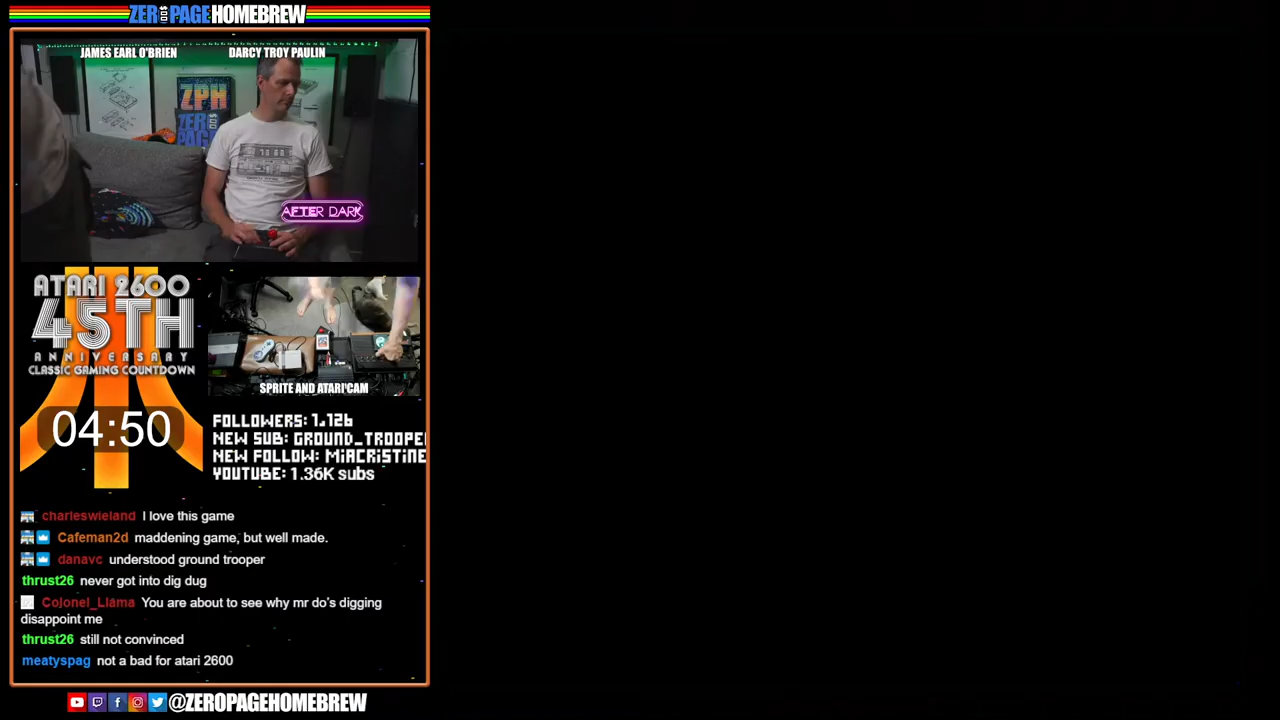 ZEROPAGEHOMEBREW
JAMES EARL O'BRIEN
DARCY TROY PAULIN
ZPH
ZERO
PAG
AFTER DARK
ATARI 2600
45TH
ANNIVERSARY
CLASSIC GAMING COUNTDOWN
04:50
SPRITE AND ATARI CAM
FOLLOWERS: 1,126
NEW SUB: GROUND_TROOPER
NEW FOLLOW: MIACRISTINE
YOUTUBE: 1.36K subs
charleswieland I love this game
Cafeman2d maddening game, but well made.
danavc understood ground trooper
thrust26 never got into dig dug
Colonel_Llama You are about to see why mr do's digging
disappoint me
thrust26 still not convinced
meatyspag not a bad for atari 2600
@ZEROPAGEHOMEBREW